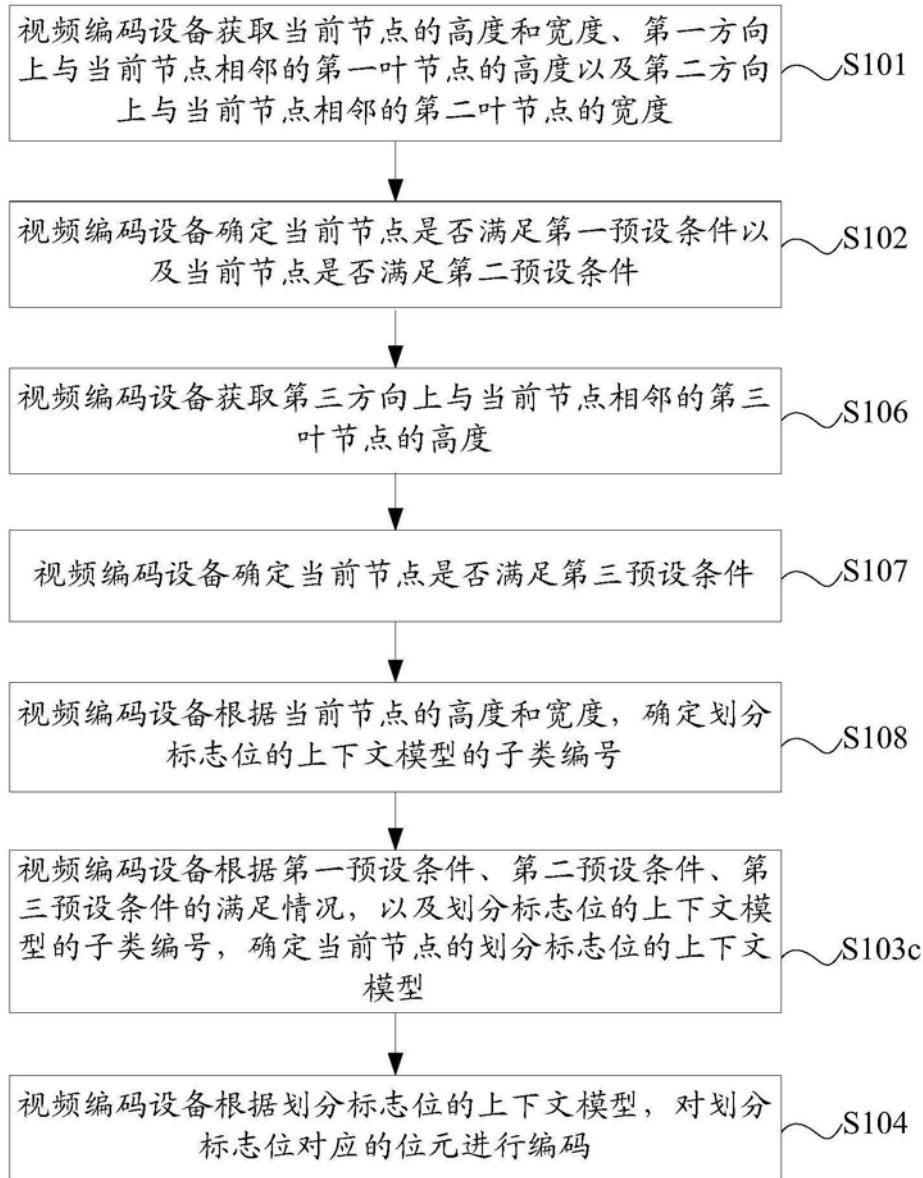 视频编码设备获取当前节点的高度和宽度、第一方向
上与当前节点相邻的第一叶节点的高度以及第二方向
上与当前节点相邻的第二叶节点的宽度
S101
视频编码设备确定当前节点是否满足第一预设条件以
及当前节点是否满足第二预设条件
S102
视频编码设备获取第三方向上与当前节点相邻的第三
叶节点的高度
S106
视频编码设备确定当前节点是否满足第三预设条件
S107
视频编码设备根据当前节点的高度和宽度，确定划分
标志位的上下文模型的子类编号
S108
视频编码设备根据第一预设条件、第二预设条件、第
三预设条件的满足情况，以及划分标志位的上下文模
型的子类编号，确定当前节点的划分标志位的上下文
模型
S103c
视频编码设备根据划分标志位的上下文模型，对划分
标志位对应的位元进行编码
S104